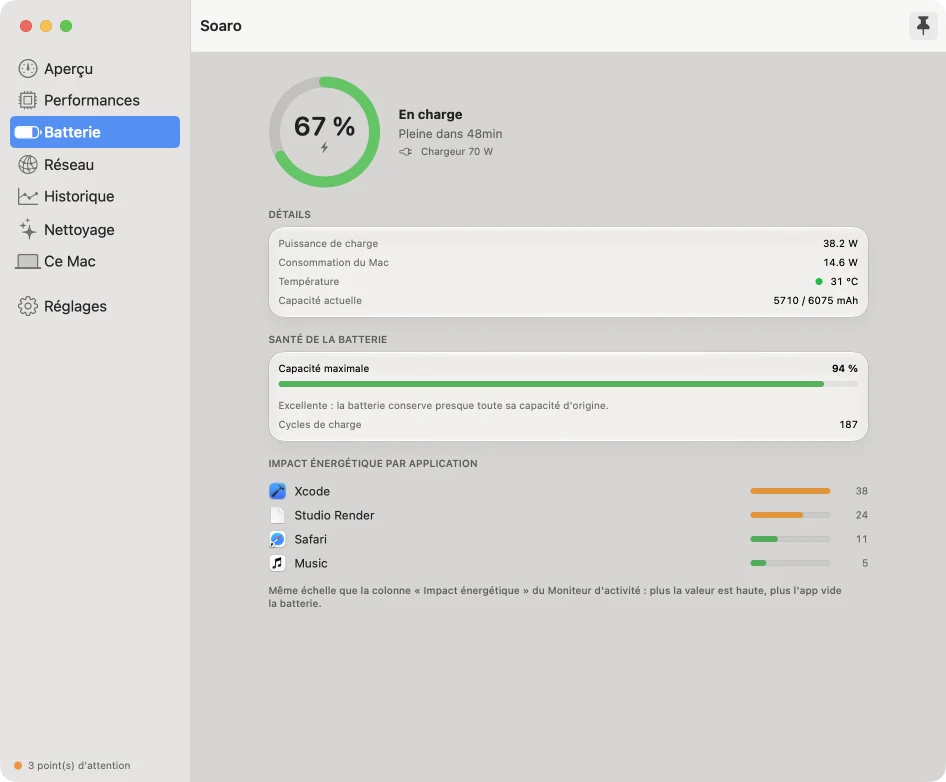 Soaro
Aperçu
Performances
Batterie
Réseau
Historique
Nettoyage
Ce Mac
Réglages
3 point(s) d'attention
67 %
En charge
Pleine dans 48min
Chargeur 70 W
DÉTAILS
Puissance de charge 38.2 W
Consommation du Mac 14.6 W
Température 31 °C
Capacité actuelle 5710 / 6075 mAh
SANTÉ DE LA BATTERIE
Capacité maximale 94 %
Excellente : la batterie conserve presque toute sa capacité d'origine.
Cycles de charge 187
IMPACT ÉNERGÉTIQUE PAR APPLICATION
Xcode 38
Studio Render 24
Safari 11
Music 5
Même échelle que la colonne « Impact énergétique » du Moniteur d'activité : plus la valeur est haute, plus l'app vide
la batterie.